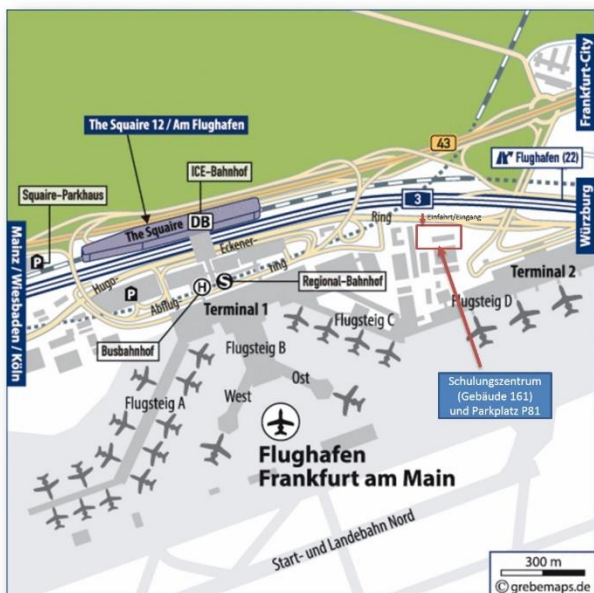 Frankfurt-City
The Squaire 12 / Am Flughafen
43
Flughafen (22)
ICE-Bahnhof
Squaire-Parkhaus
Würzburg
3
Einfahrt/Eingang
The Squaire
DB
Ring
P
Eckener-
Mainz / Wiesbaden / Köln
Hugo-
ring
P
S
Regional-Bahnhof
Abflug-
H
Terminal 1
Terminal 2
Busbahnhof
Flugsteig C
Flugsteig D
Flugsteig B
Flugsteig A
Ost
West
Schulungszentrum
(Gebäude 161)
und Parkplatz P81
Flughafen
Frankfurt am Main
Start- und Landebahn Nord
300 m
© grebemaps.de